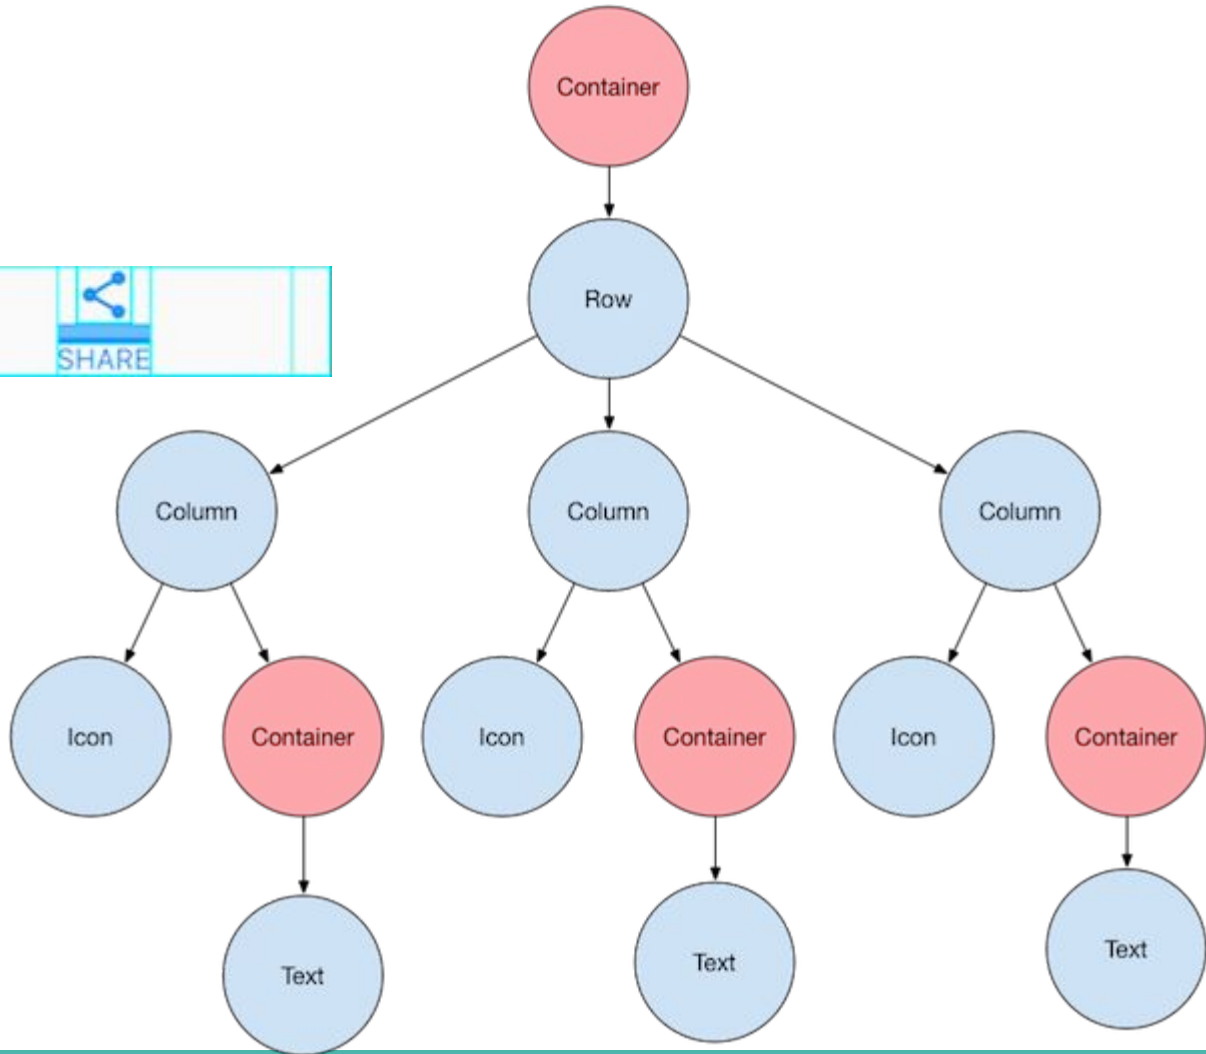 Container
Row
SHARE
Column
Column
Column
Icon
Container
Icon
Container
Icon
Container
Text
Text
Text